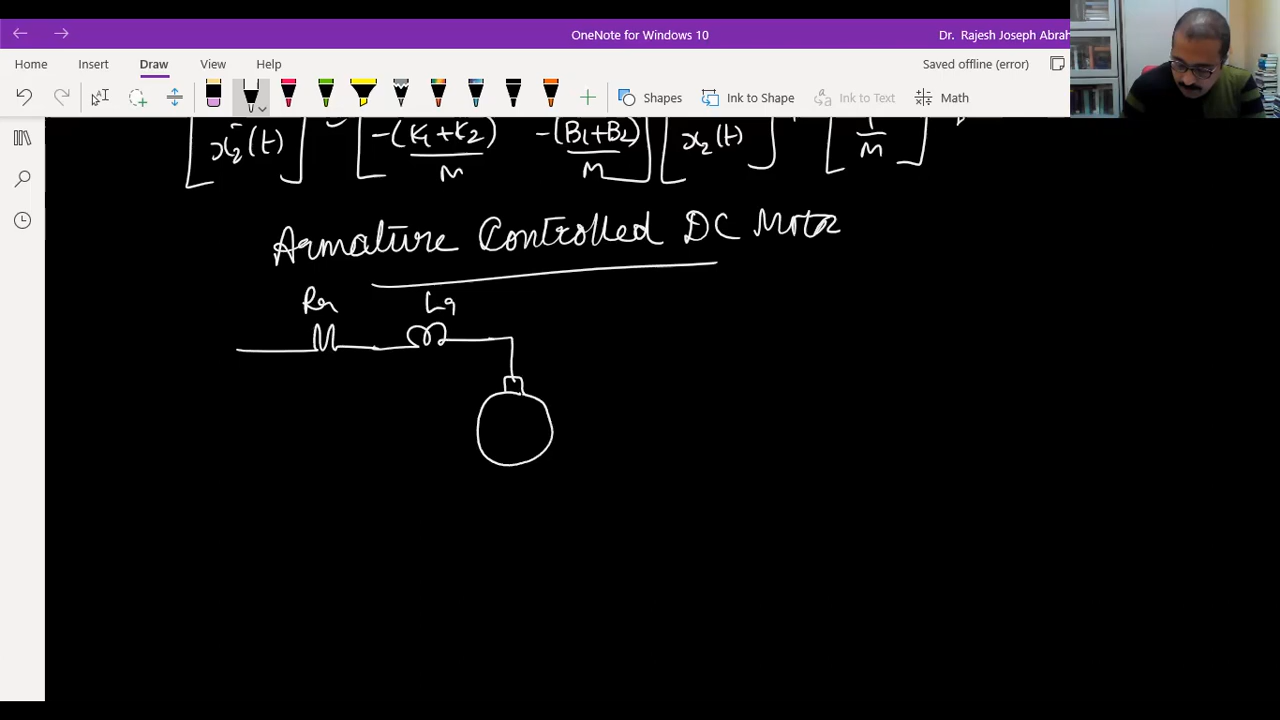 OneNote for Windows 10
Dr. Rajesh Joseph Abrah
Home Insert Draw View Help
Saved offline (error)
Shapes Ink to Shape Ink to Text Math
x₂(t) -(K₁+K₂) -(B₁+B₂) x₂(t) 1
M M M
Armature Controlled DC Motor
Ra La